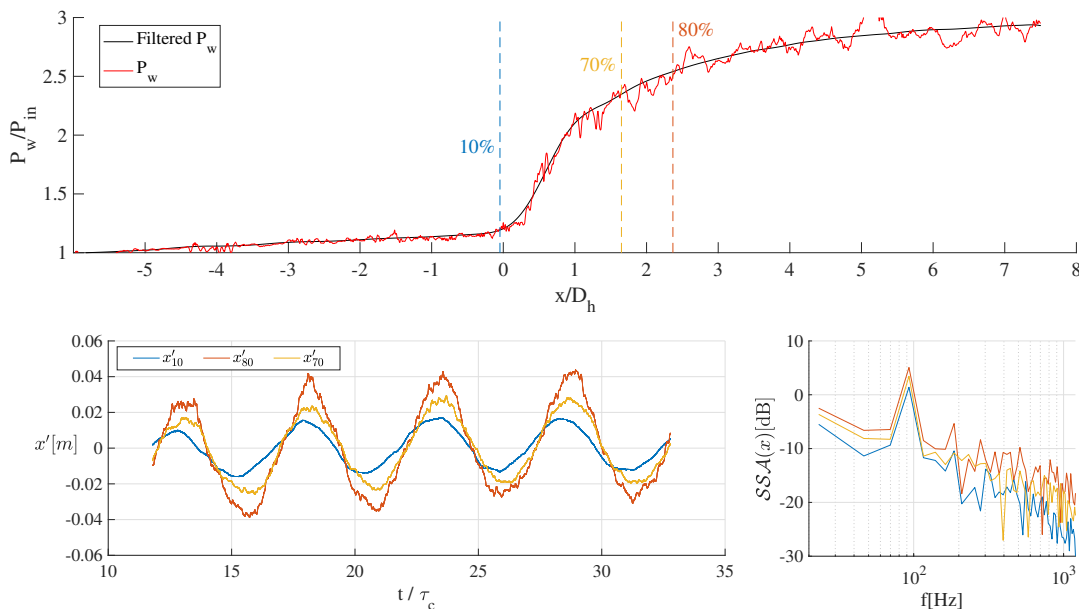 3
2.5
2
1.5
1
P_w/P_in
Filtered P_w
P_w
10%
70%
80%
-5 -4 -3 -2 -1 0 1 2 3 4 5 6 7 8
x/D_h
0.06
0.04
0.02
0
-0.02
-0.04
-0.06
x′[m]
x′_10 x′_80 x′_70
10 15 20 25 30 35
t / τ_c
10
0
-10
-20
-30
𝒮𝒮𝒜(x)[dB]
10^2 10^3
f[Hz]